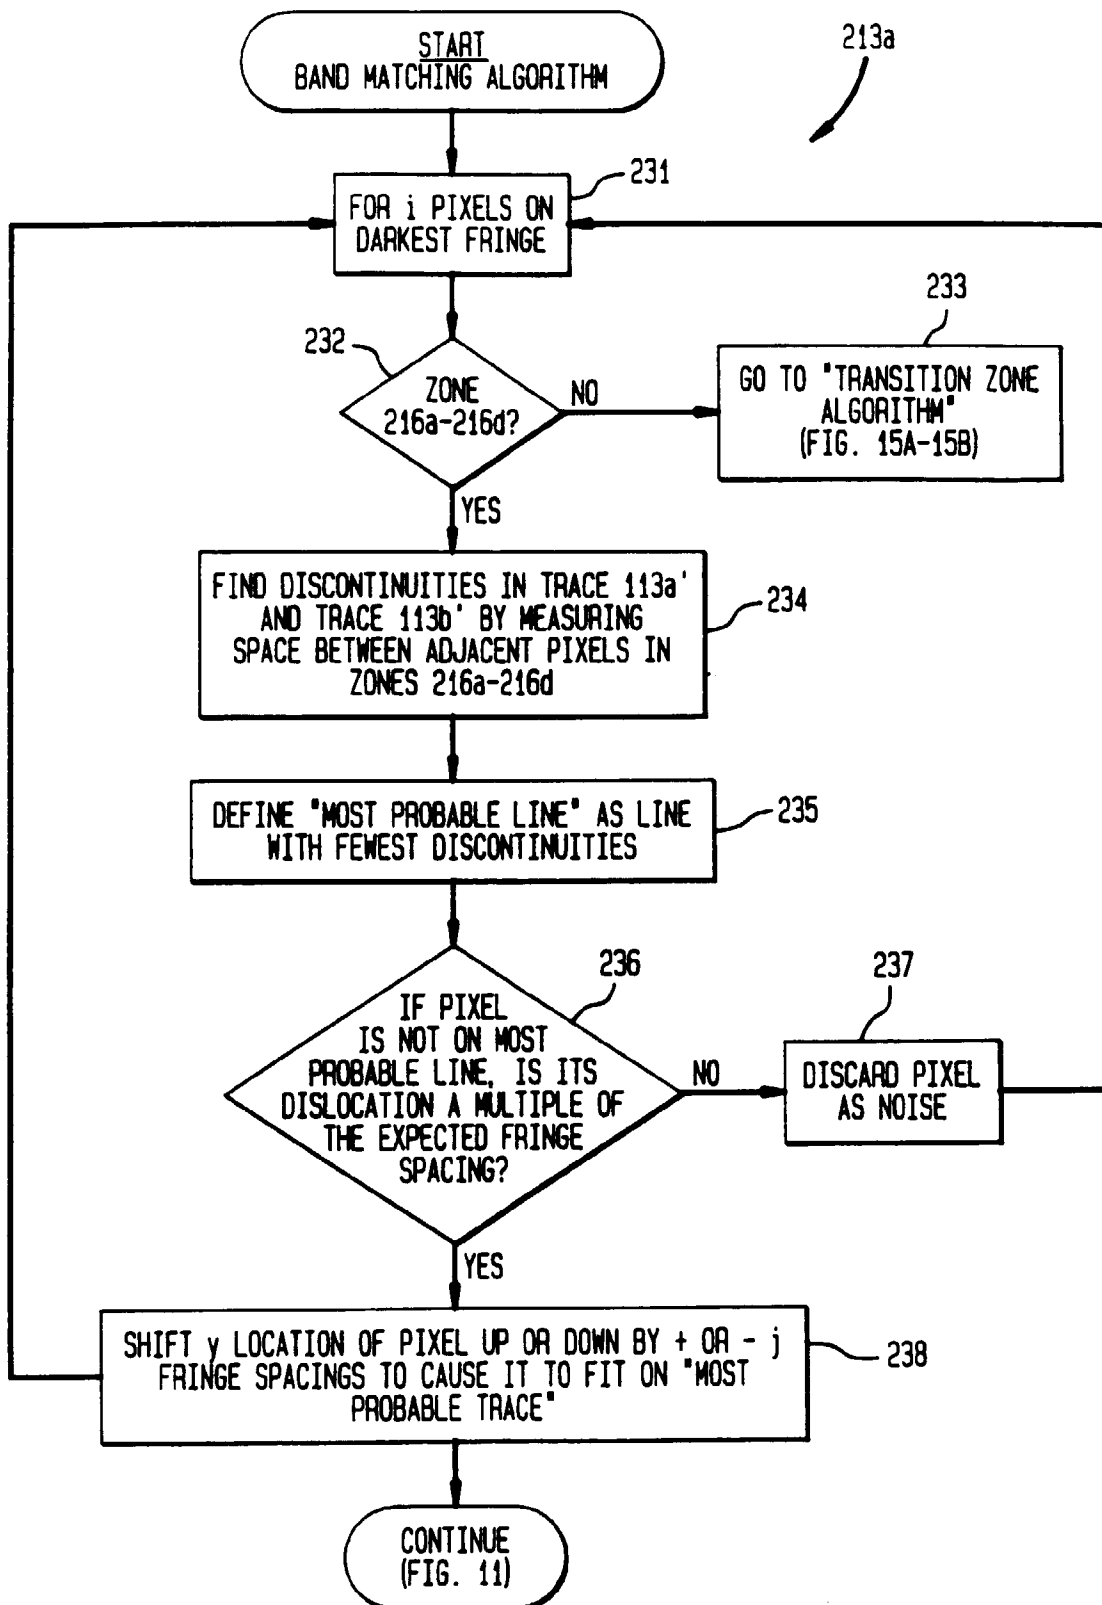 START
BAND MATCHING ALGORITHM
213a
231
FOR i PIXELS ON
DARKEST FRINGE
232
ZONE
216a-216d?
NO
233
GO TO "TRANSITION ZONE
ALGORITHM"
(FIG. 15A-15B)
YES
FIND DISCONTINUITIES IN TRACE 113a'
AND TRACE 113b' BY MEASURING
SPACE BETWEEN ADJACENT PIXELS IN
ZONES 216a-216d
234
DEFINE "MOST PROBABLE LINE" AS LINE
WITH FEWEST DISCONTINUITIES
235
236
IF PIXEL
IS NOT ON MOST
PROBABLE LINE, IS ITS
DISLOCATION A MULTIPLE OF
THE EXPECTED FRINGE
SPACING?
NO
237
DISCARD PIXEL
AS NOISE
YES
SHIFT y LOCATION OF PIXEL UP OR DOWN BY + OR - j
FRINGE SPACINGS TO CAUSE IT TO FIT ON "MOST
PROBABLE TRACE"
238
CONTINUE
(FIG. 11)